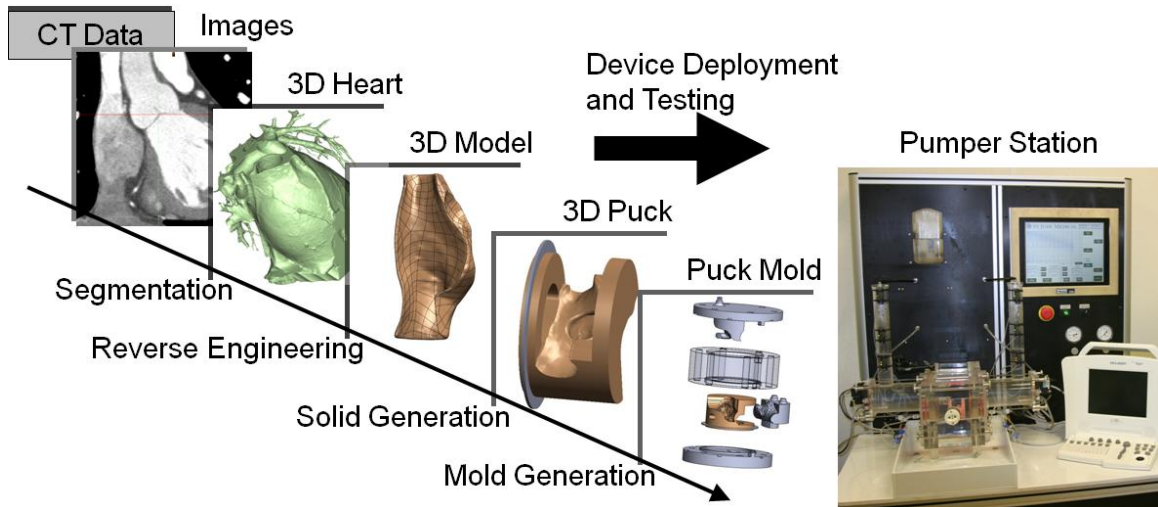 CT Data
Images
3D Heart
3D Model
3D Puck
Puck Mold
Device Deployment
and Testing
Pumper Station
Segmentation
Reverse Engineering
Solid Generation
Mold Generation